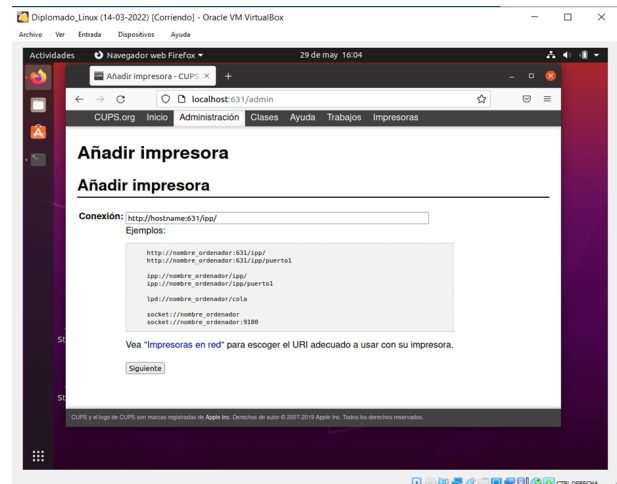 Diplomado_Linux (14-03-2022) [Corriendo] - Oracle VM VirtualBox
Archivo Ver Entrada Dispositivos Ayuda
Actividades Navegador web Firefox 29 de may 16:04
Añadir impresora - CUPS
localhost:631/admin
CUPS.org Inicio Administración Clases Ayuda Trabajos Impresoras
Añadir impresora
Añadir impresora
Conexión: http://hostname:631/ipp/
Ejemplos:
http://nombre_ordenador:631/ipp/
http://nombre_ordenador:631/ipp/puerto1
ipp://nombre_ordenador/ipp/
ipp://nombre_ordenador/ipp/puerto1
lpd://nombre_ordenador/cola
socket://nombre_ordenador
socket://nombre_ordenador:9100
St
Vea "Impresoras en red" para escoger el URI adecuado a usar con su impresora.
Siguiente
St
CUPS y el logo de CUPS son marcas registradas de Apple Inc. Derechos de autor © 2007-2019 Apple Inc. Todos los derechos reservados.
CTRL DERECHA